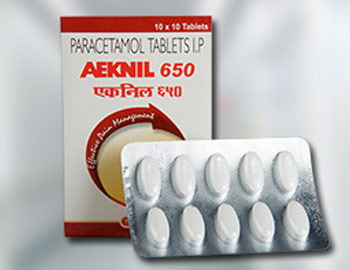 10 x 10 Tablets
PARACETAMOL TABLETS I.P
AEKNIL 650
एकनिल ६५०
Effective Pain Management